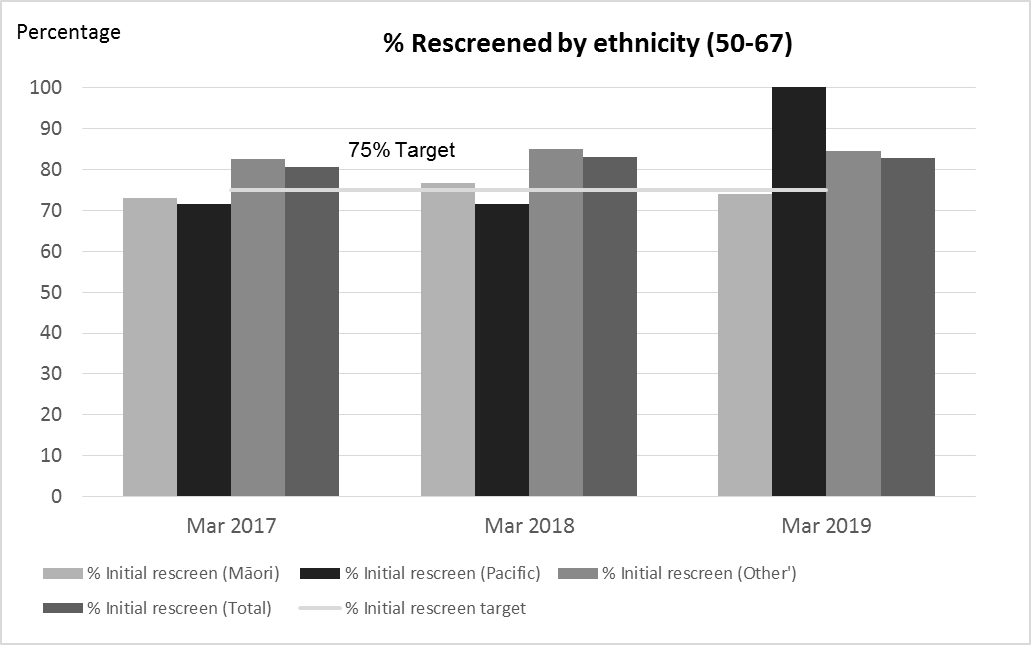 Percentage
% Rescreened by ethnicity (50-67)
100
90
80
70
60
50
40
30
20
10
0
75% Target
Mar 2017
Mar 2018
Mar 2019
% Initial rescreen (Māori)
% Initial rescreen (Pacific)
% Initial rescreen (Other')
% Initial rescreen (Total)
% Initial rescreen target